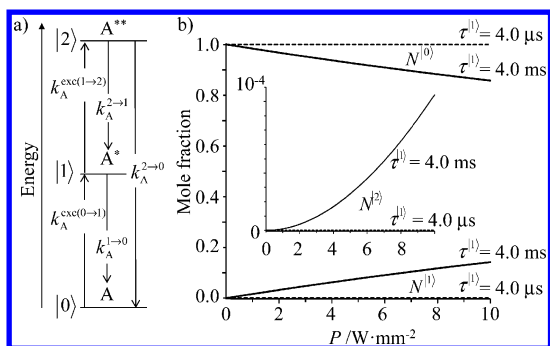 a)
Energy
|2⟩ A**
k_A^exc(1→2)
k_A^2→1
A*
|1⟩
k_A^2→0
k_A^exc(0→1)
k_A^1→0
A
|0⟩
b)
Mole fraction
1.0
0.8
0.6
0.4
0.2
0.0
0 2 4 6 8 10
P /W·mm⁻²
τ^|1⟩ = 4.0 μs
N^|0⟩
τ^|1⟩ = 4.0 ms
10⁻⁴
0
0 2 4 6 8
τ^|1⟩ = 4.0 ms
N^|2⟩
τ^|1⟩ = 4.0 μs
τ^|1⟩ = 4.0 ms
N^|1⟩
τ^|1⟩ = 4.0 μs